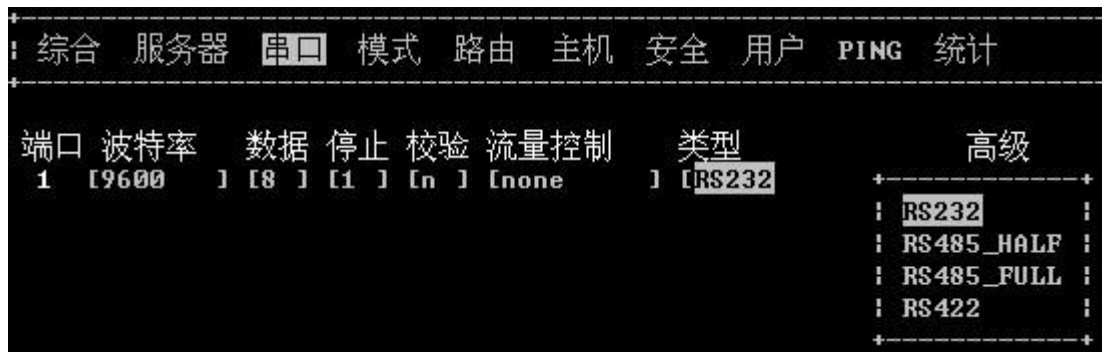 综合 服务器 串口 模式 路由 主机 安全 用户 PING 统计
端口 波特率 数据 停止 校验 流量控制 类型 高级
1 [9600 ] [8 ] [1 ] [n ] [none ] [RS232
RS232
RS485_HALF
RS485_FULL
RS422